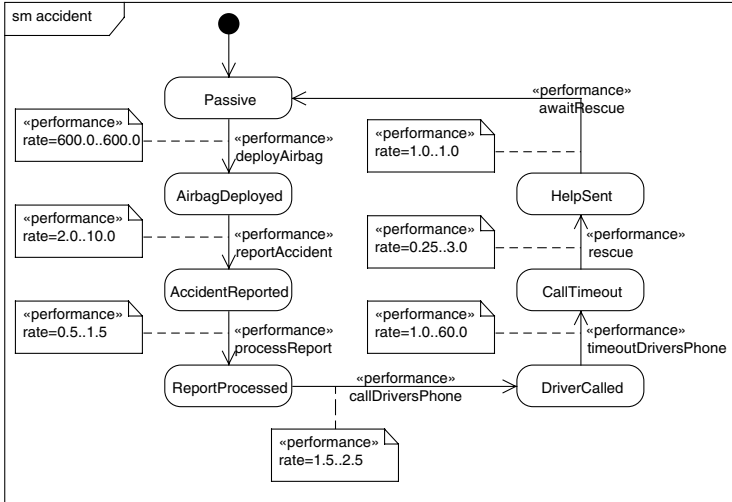 sm accident
Passive
«performance»
rate=600.0..600.0
«performance»
deployAirbag
«performance»
awaitRescue
«performance»
rate=1.0..1.0
AirbagDeployed
HelpSent
«performance»
rate=2.0..10.0
«performance»
reportAccident
«performance»
rate=0.25..3.0
«performance»
rescue
AccidentReported
CallTimeout
«performance»
rate=0.5..1.5
«performance»
processReport
«performance»
rate=1.0..60.0
«performance»
timeoutDriversPhone
ReportProcessed
«performance»
callDriversPhone
DriverCalled
«performance»
rate=1.5..2.5